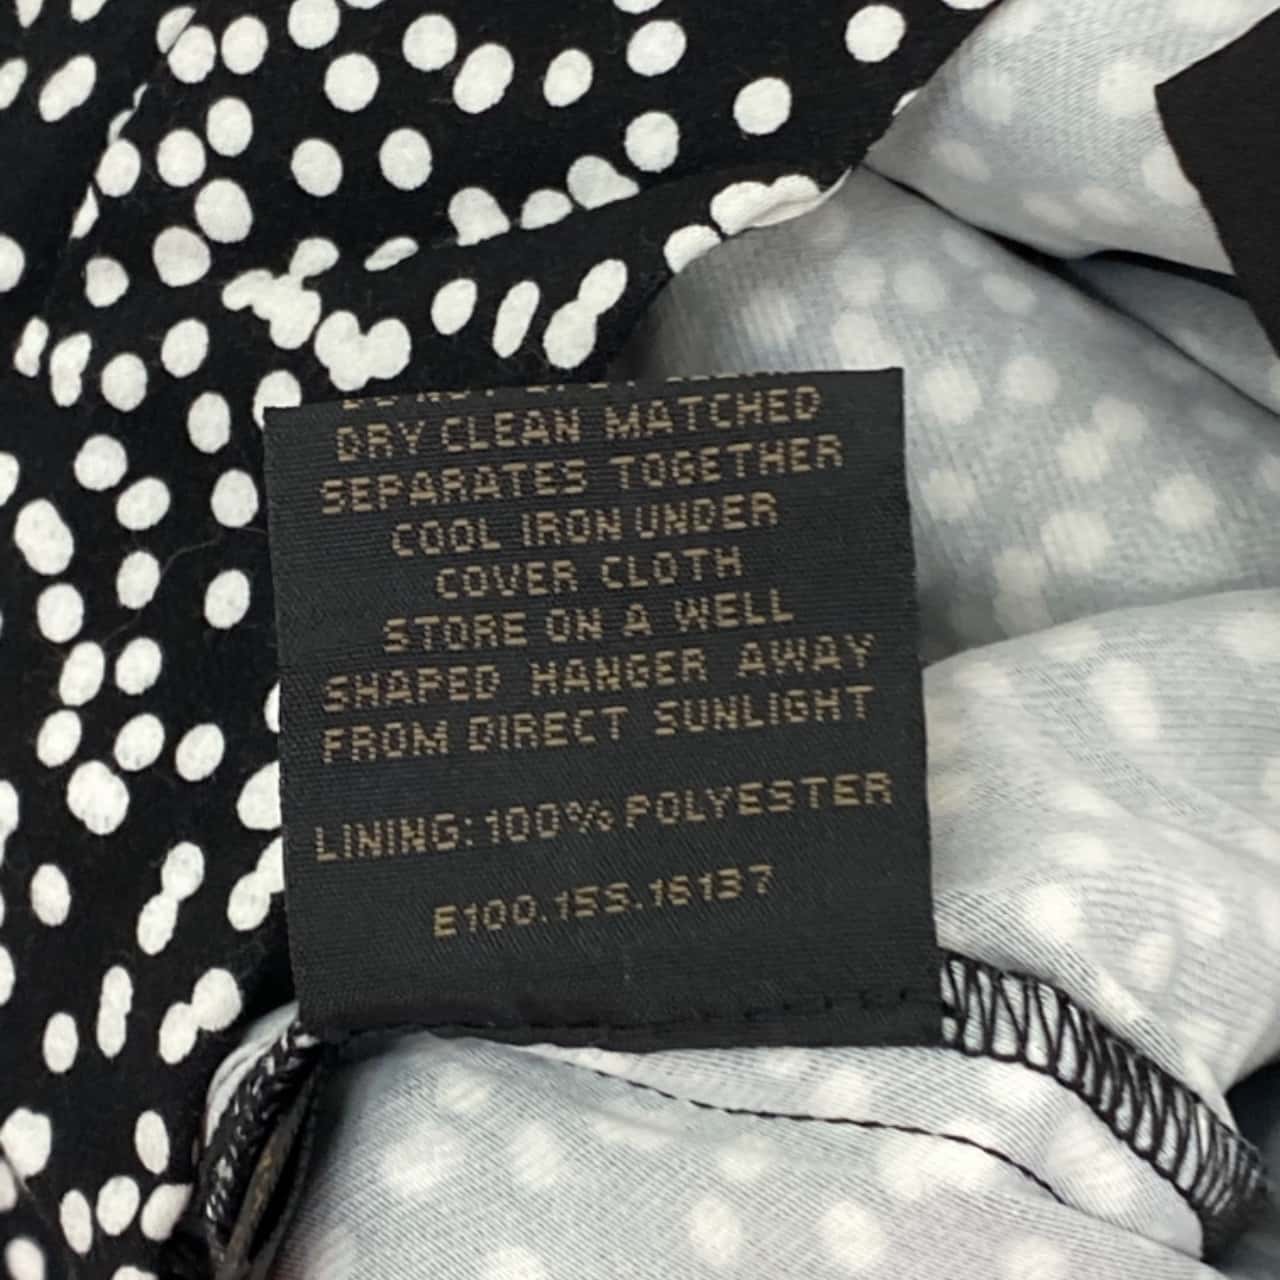 DRY CLEAN MATCHED
SEPARATES TOGETHER
COOL IRON UNDER
COVER CLOTH
STORE ON A WELL
SHAPED HANGER AWAY
FROM DIRECT SUNLIGHT
LINING: 100% POLYESTER
E100.15S.16137